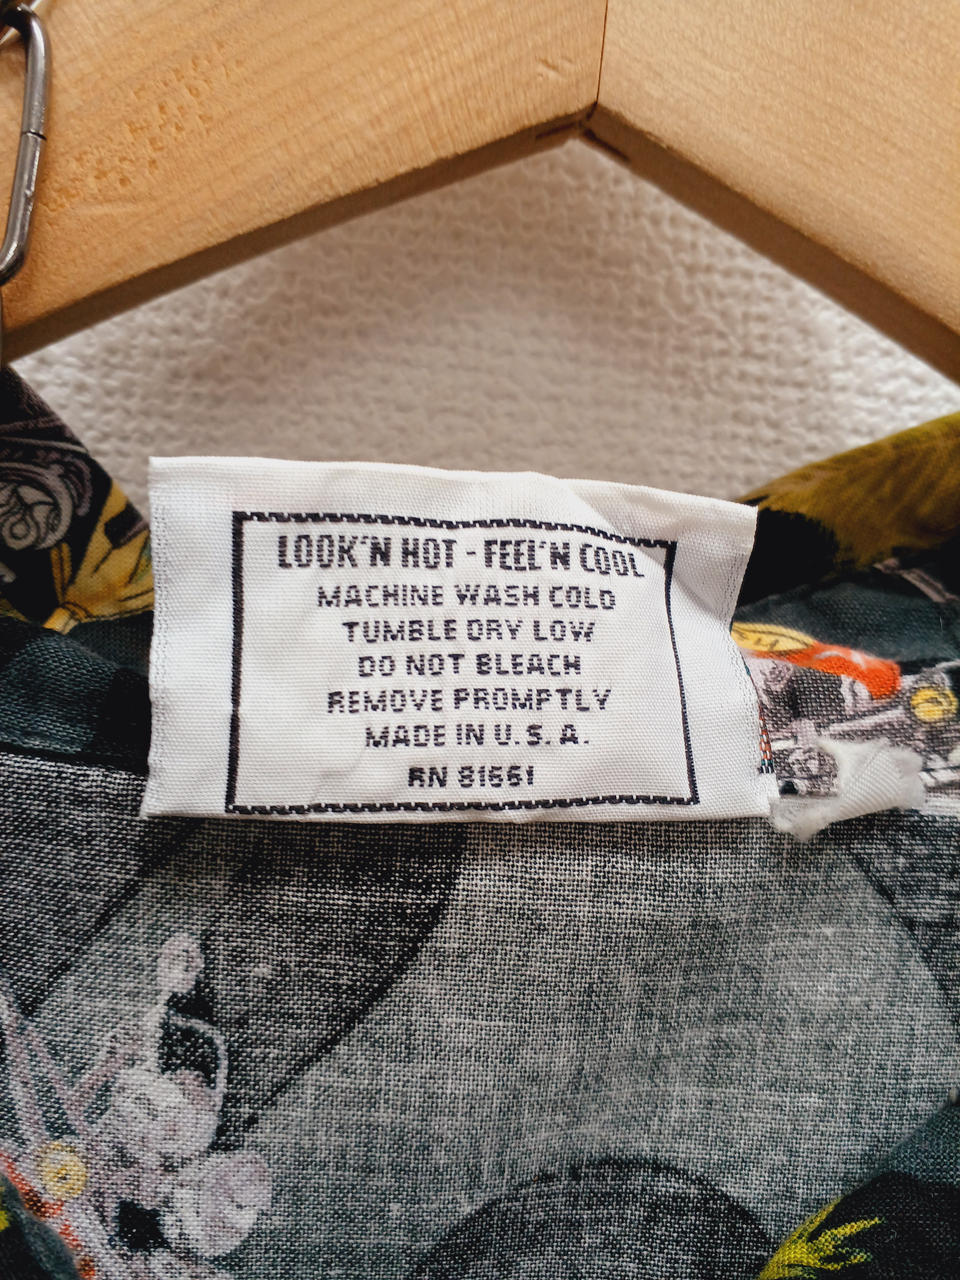 LOOK'N HOT - FEEL'N COOL
MACHINE WASH COLD
TUMBLE DRY LOW
DO NOT BLEACH
REMOVE PROMPTLY
MADE IN U.S.A.
RN 81661